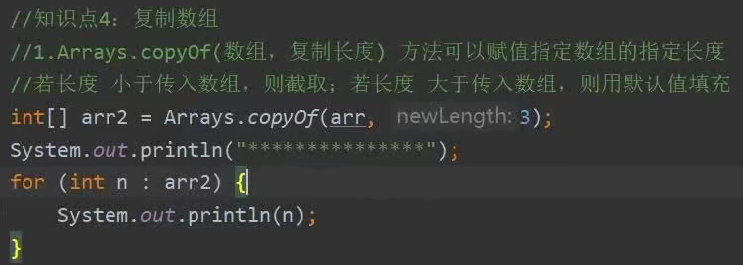 //知识点4：复制数组
//1.Arrays.copyOf(数组，复制长度) 方法可以赋值指定数组的指定长度
//若长度 小于传入数组，则截取；若长度 大于传入数组，则用默认值填充
int[] arr2 = Arrays.copyOf(arr, newLength: 3);
System.out.println("***************");
for (int n : arr2) {
    System.out.println(n);
}